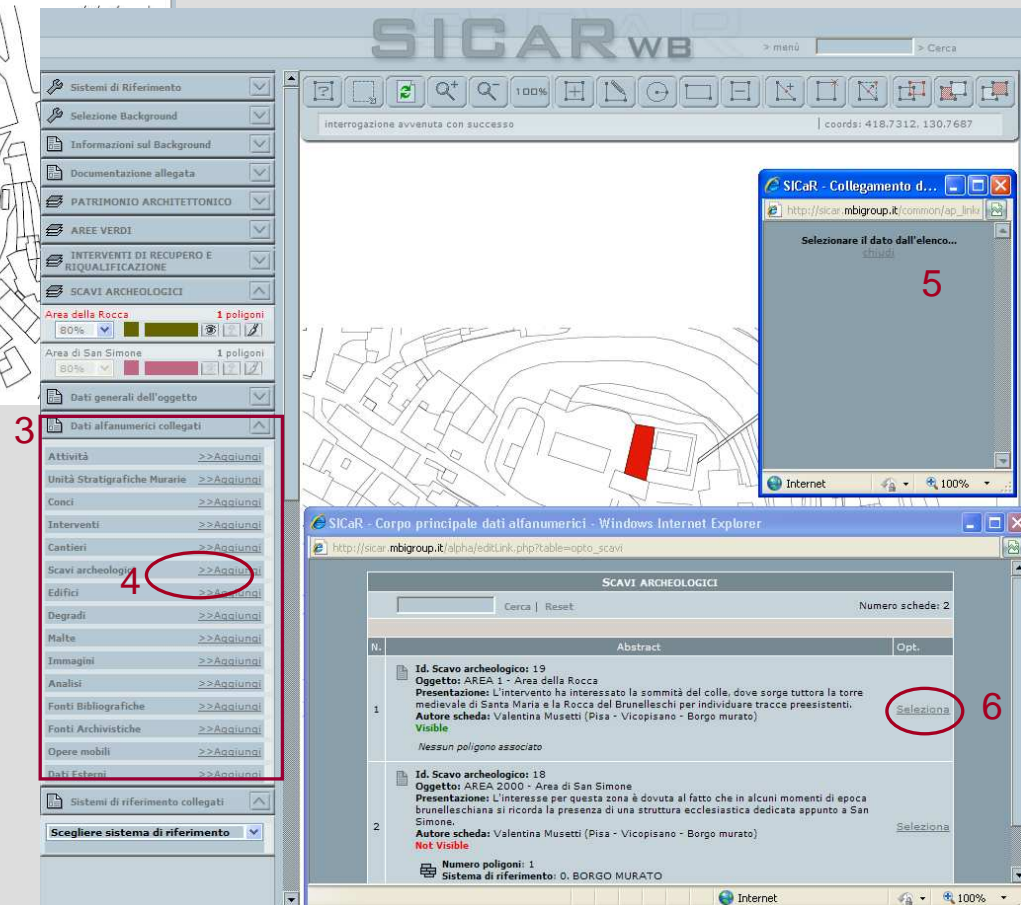 SICAR WB
> menù
> Cerca
Sistemi di Riferimento
Selezione Background
Informazioni sul Background
Documentazione allegata
PATRIMONIO ARCHITETTONICO
AREE VERDI
INTERVENTI DI RECUPERO E
RIQUALIFICAZIONE
SCAVI ARCHEOLOGICI
Area della Rocca 1 poligoni
80%
Area di San Simone 1 poligoni
80%
Dati generali dell'oggetto
3
Dati alfanumerici collegati
Attività >>Aggiungi
Unità Stratigrafiche Murarie >>Aggiungi
Conci >>Aggiungi
Interventi >>Aggiungi
Cantieri >>Aggiungi
Scavi archeologici >>Aggiungi
4
Edifici >>Aggiungi
Degradi >>Aggiungi
Malte >>Aggiungi
Immagini >>Aggiungi
Analisi >>Aggiungi
Fonti Bibliografiche >>Aggiungi
Fonti Archivistiche >>Aggiungi
Opere mobili >>Aggiungi
Dati Esterni >>Aggiungi
Sistemi di riferimento collegati
Scegliere sistema di riferimento
100%
interrogazione avvenuta con successo
| coords: 418.7312, 130.7687
SICaR - Collegamento d...
http://sicar.mbigroup.it/common/ap_link
Selezionare il dato dall'elenco...
chiudi
5
Internet 100%
SICaR - Corpo principale dati alfanumerici - Windows Internet Explorer
http://sicar.mbigroup.it/alpha/editLink.php?table=opto_scavi
SCAVI ARCHEOLOGICI
Cerca | Reset Numero schede: 2
N. Abstract Opt.
1
Id. Scavo archeologico: 19
Oggetto: AREA 1 - Area della Rocca
Presentazione: L'intervento ha interessato la sommità del colle, dove sorge tuttora la torre
medievale di Santa Maria e la Rocca del Brunelleschi per individuare tracce preesistenti.
Autore scheda: Valentina Musetti (Pisa - Vicopisano - Borgo murato)
Visible
Nessun poligono associato
Seleziona
6
2
Id. Scavo archeologico: 18
Oggetto: AREA 2000 - Area di San Simone
Presentazione: L'interesse per questa zona è dovuta al fatto che in alcuni momenti di epoca
brunelleschiana si ricorda la presenza di una struttura ecclesiastica dedicata appunto a San
Simone.
Autore scheda: Valentina Musetti (Pisa - Vicopisano - Borgo murato)
Not Visible
Numero poligoni: 1
Sistema di riferimento: 0. BORGO MURATO
Seleziona
Internet 100%